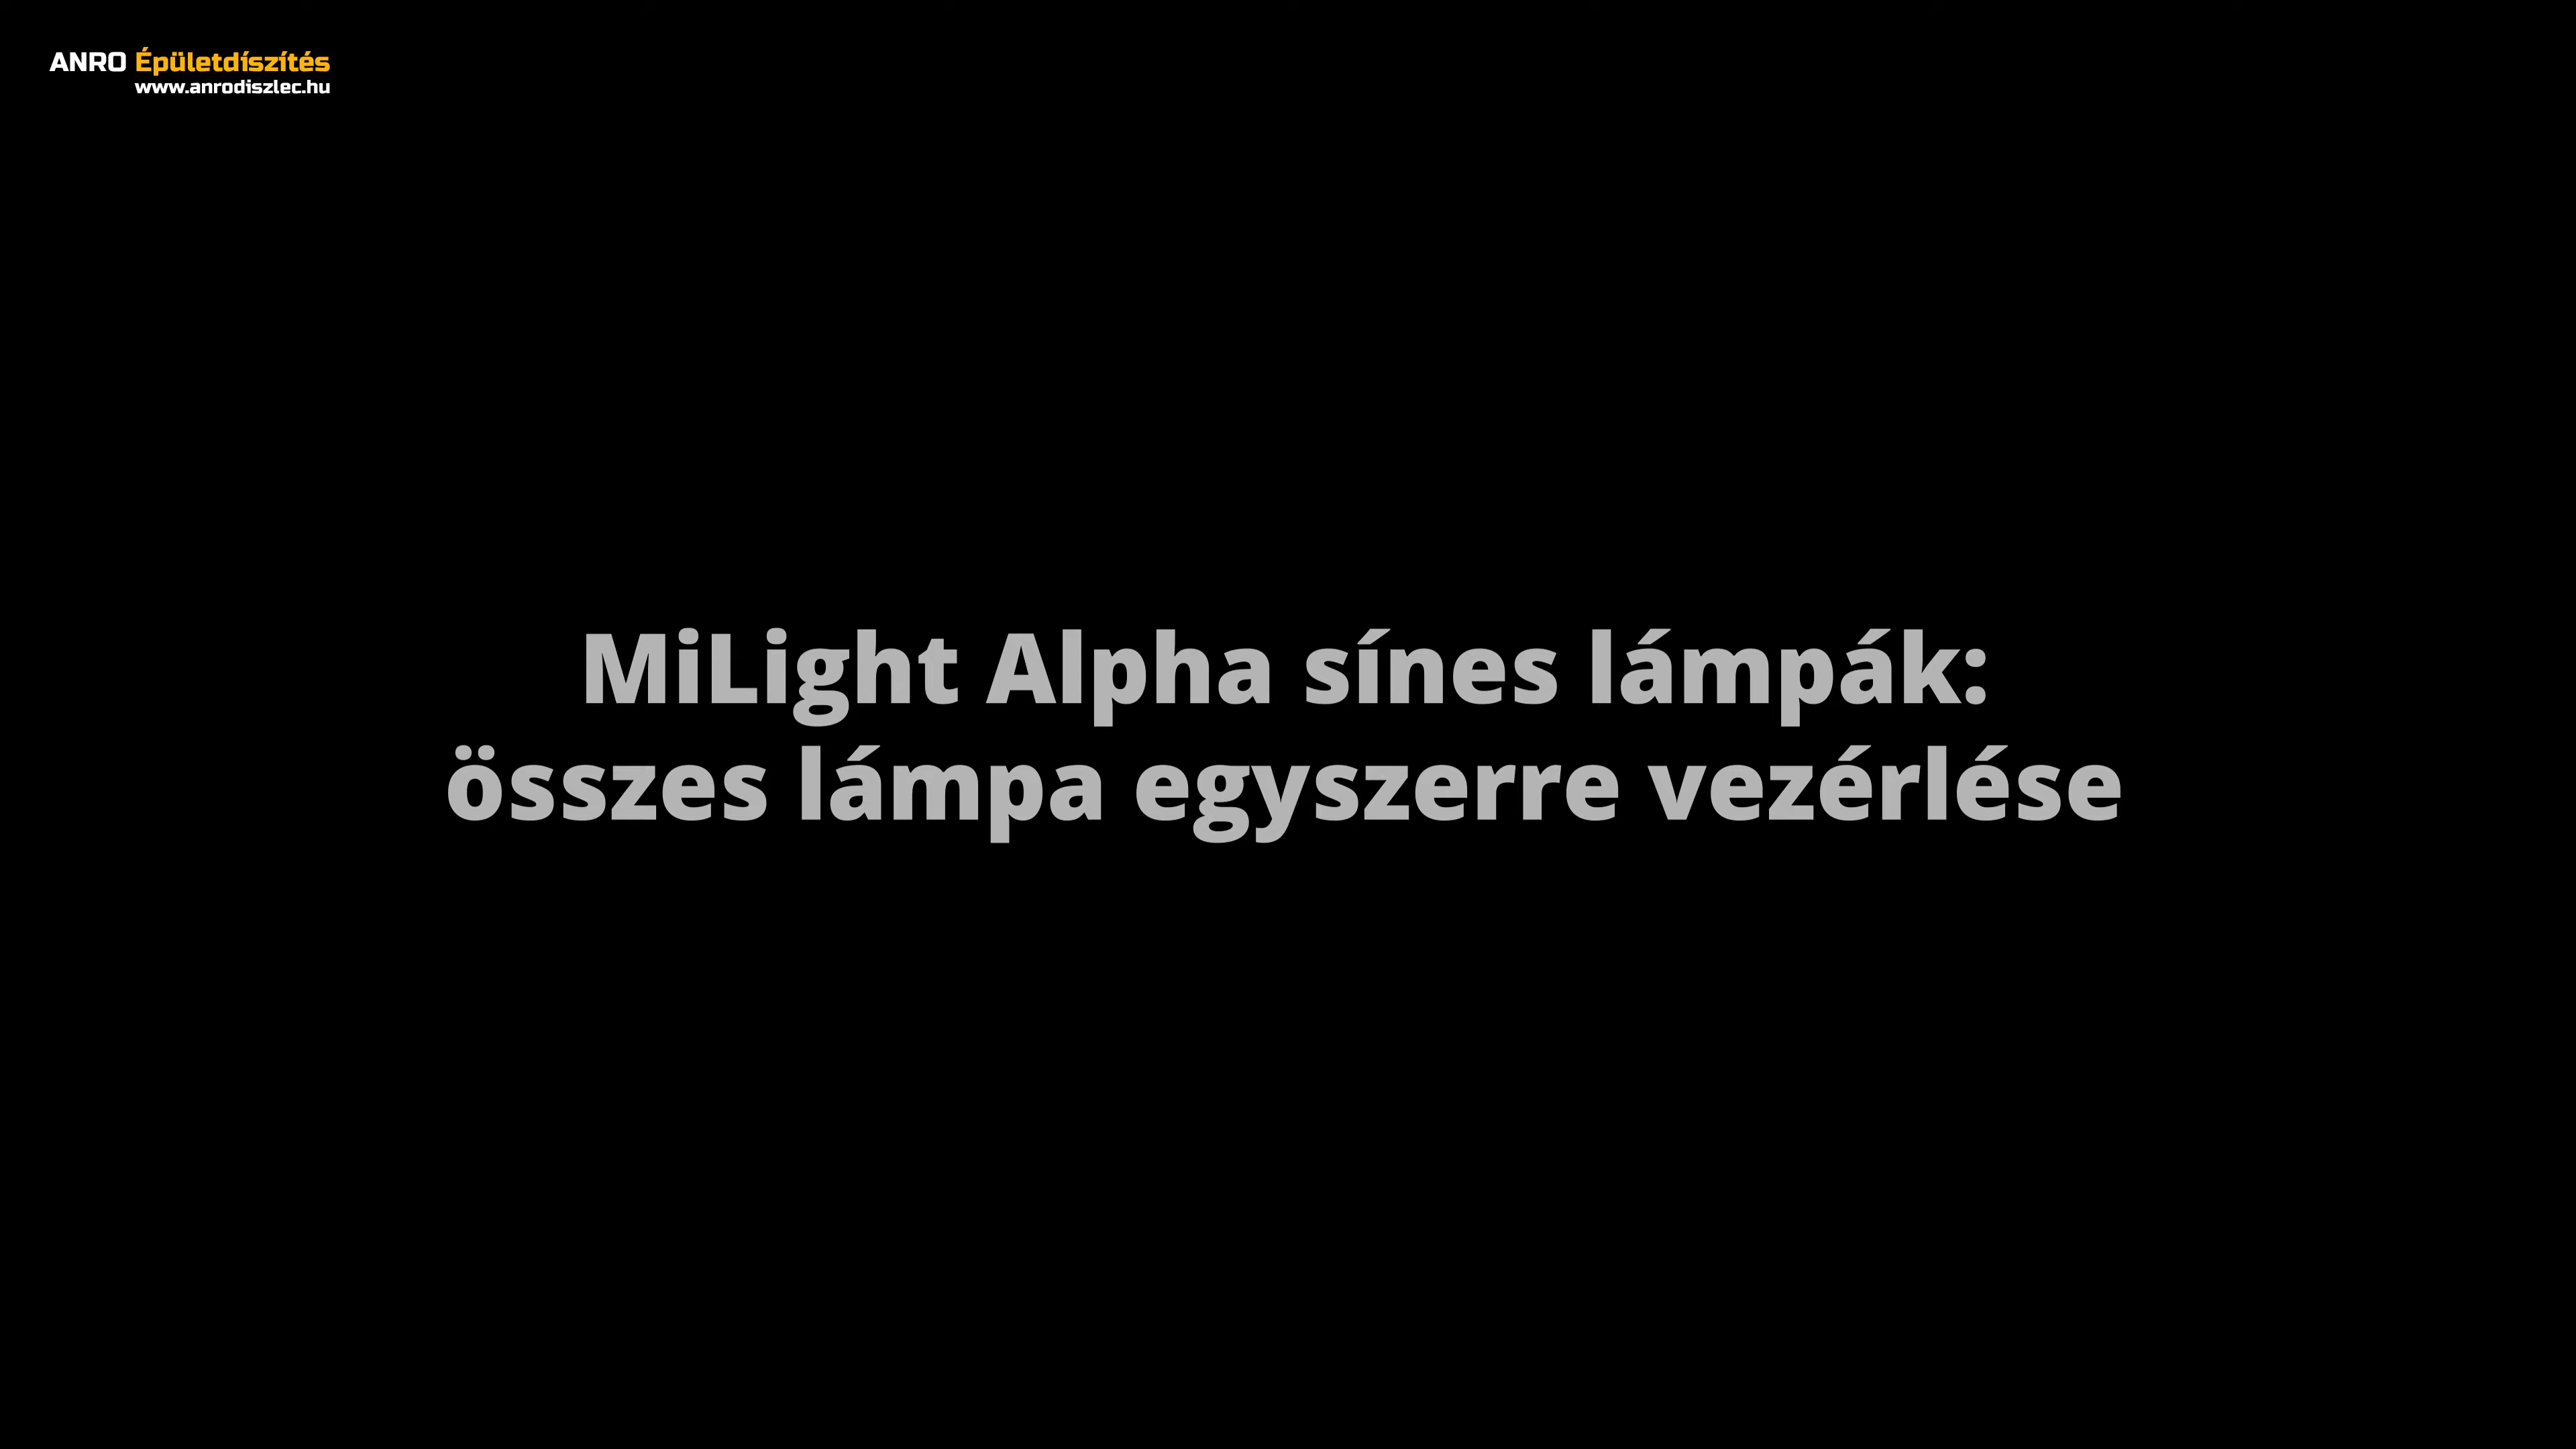 ANRO Épületdíszítés
www.anrodiszlec.hu
MiLight Alpha sínes lámpák:
összes lámpa egyszerre vezérlése